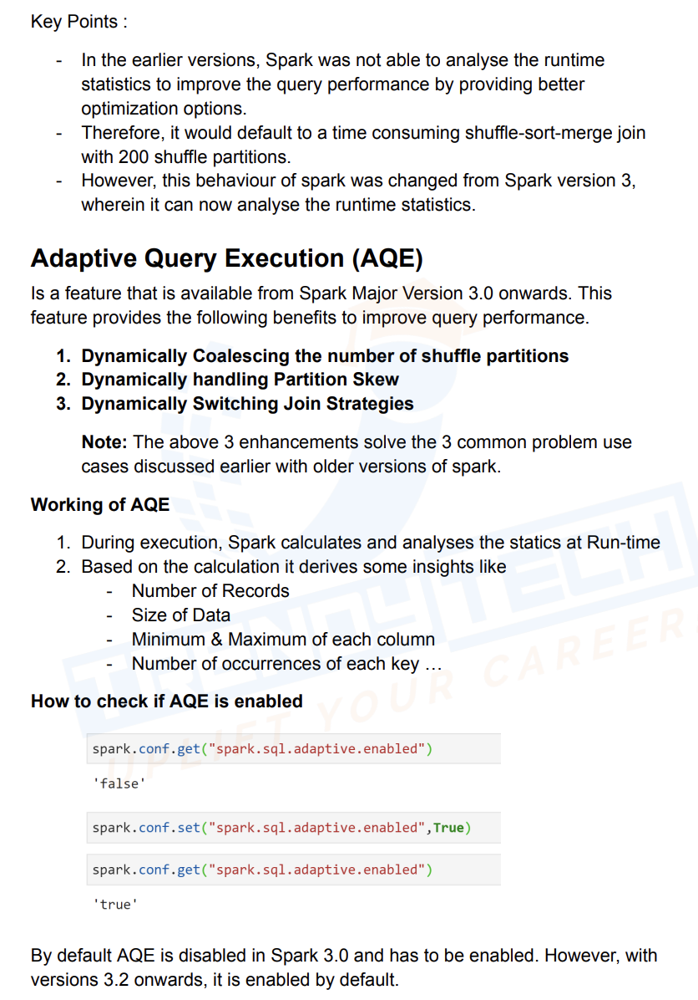 Key Points :
- In the earlier versions, Spark was not able to analyse the runtime
statistics to improve the query performance by providing better
optimization options.
- Therefore, it would default to a time consuming shuffle-sort-merge join
with 200 shuffle partitions.
- However, this behaviour of spark was changed from Spark version 3,
wherein it can now analyse the runtime statistics.
Adaptive Query Execution (AQE)
Is a feature that is available from Spark Major Version 3.0 onwards. This
feature provides the following benefits to improve query performance.
1. Dynamically Coalescing the number of shuffle partitions
2. Dynamically handling Partition Skew
3. Dynamically Switching Join Strategies
Note: The above 3 enhancements solve the 3 common problem use
cases discussed earlier with older versions of spark.
Working of AQE
1. During execution, Spark calculates and analyses the statics at Run-time
2. Based on the calculation it derives some insights like
- Number of Records
- Size of Data
- Minimum & Maximum of each column
- Number of occurrences of each key …
How to check if AQE is enabled
spark.conf.get("spark.sql.adaptive.enabled")
'false'
spark.conf.set("spark.sql.adaptive.enabled",True)
spark.conf.get("spark.sql.adaptive.enabled")
'true'
By default AQE is disabled in Spark 3.0 and has to be enabled. However, with
versions 3.2 onwards, it is enabled by default.
TRENDYTECH
UPLIFT YOUR CAREER